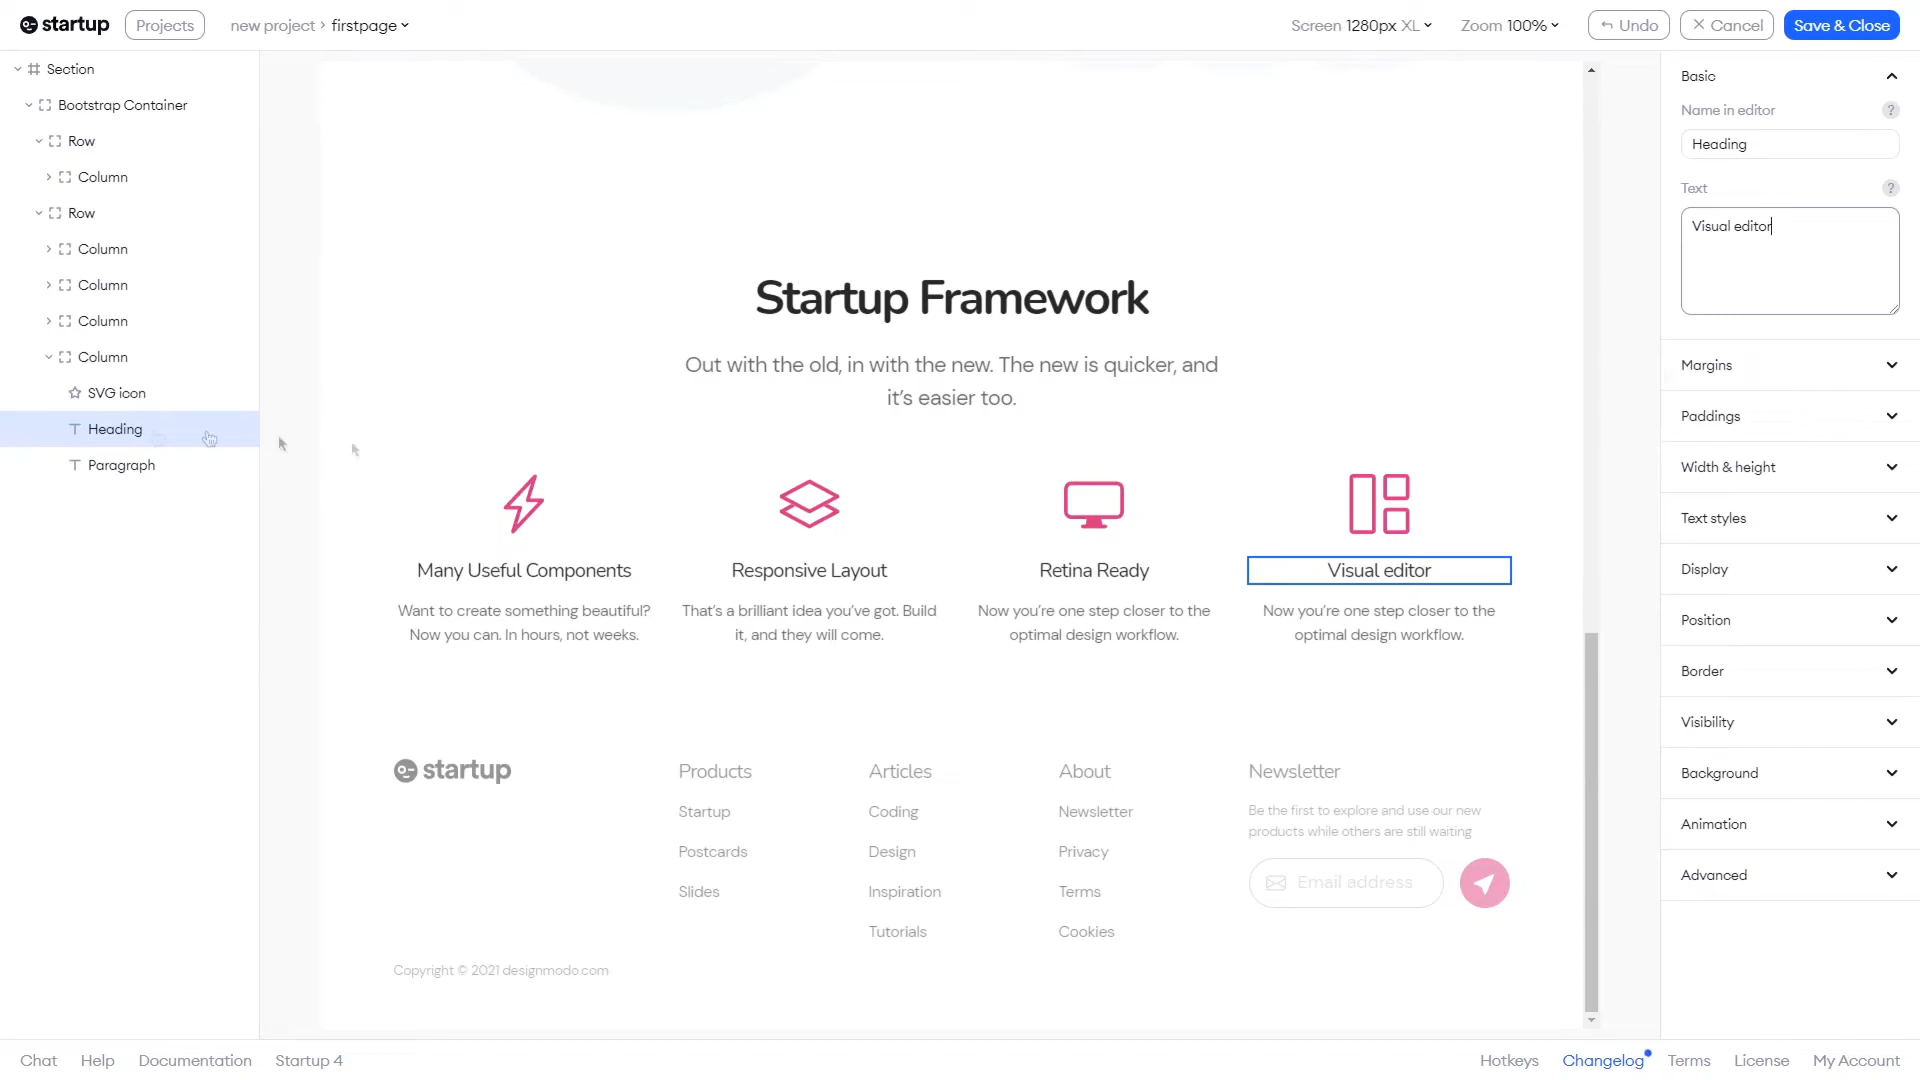 startup Projects new project › firstpage Screen 1280px XL Zoom 100% Undo Cancel Save & Close
Section
Bootstrap Container
Row
Column
Row
Column
Column
Column
Column
SVG icon
Heading
Paragraph
Startup Framework
Out with the old, in with the new. The new is quicker, and
it's easier too.
Many Useful Components
Want to create something beautiful?
Now you can. In hours, not weeks.
Responsive Layout
That's a brilliant idea you've got. Build
it, and they will come.
Retina Ready
Now you're one step closer to the
optimal design workflow.
Visual editor
Now you're one step closer to the
optimal design workflow.
startup
Products
Startup
Postcards
Slides
Articles
Coding
Design
Inspiration
Tutorials
About
Newsletter
Privacy
Terms
Cookies
Newsletter
Be the first to explore and use our new
products while others are still waiting
Email address
Copyright © 2021 designmodo.com
Basic
Name in editor ?
Heading
Text ?
Visual editor
Margins
Paddings
Width & height
Text styles
Display
Position
Border
Visibility
Background
Animation
Advanced
Chat Help Documentation Startup 4 Hotkeys Changelog Terms License My Account